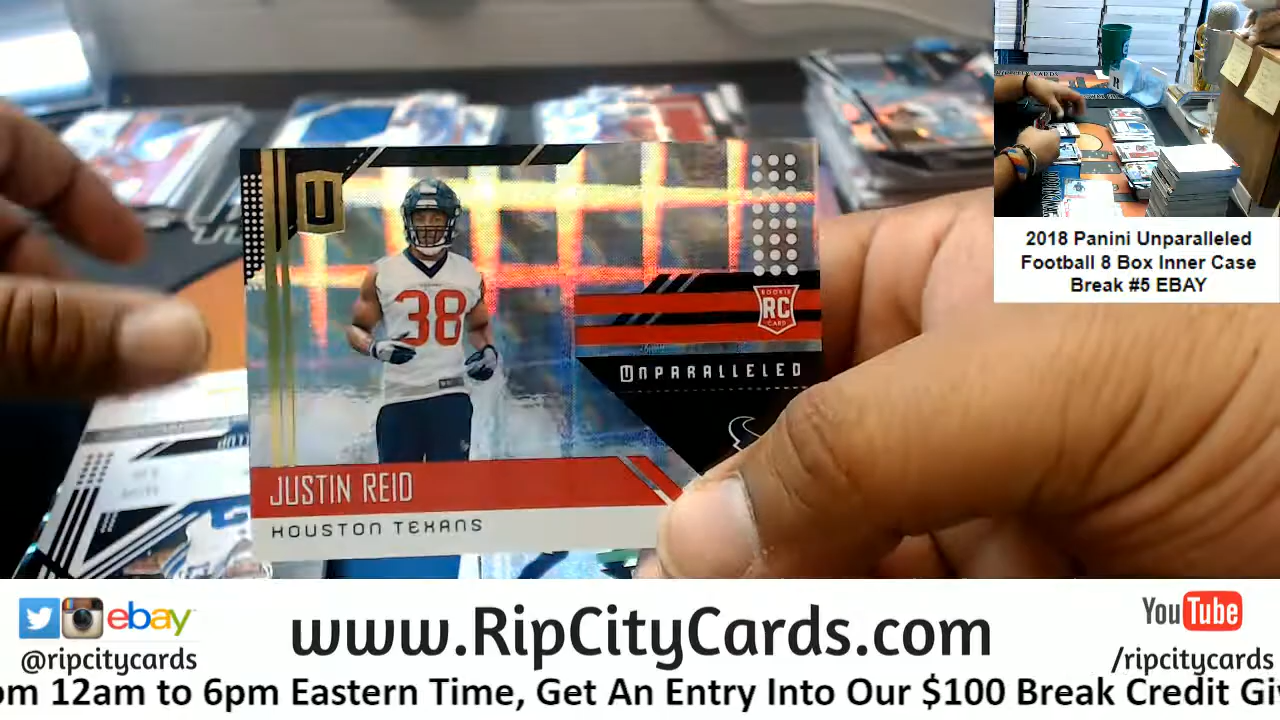 U
38
ROOKIE
RC
CARD
UNPARALLELED
JUSTIN REID
HOUSTON TEXANS
2018 Panini Unparalleled
Football 8 Box Inner Case
Break #5 EBAY
ebay
@ripcitycards
www.RipCityCards.com
YouTube
/ripcitycards
12am to 6pm Eastern Time, Get An Entry Into Our $100 Break Credit